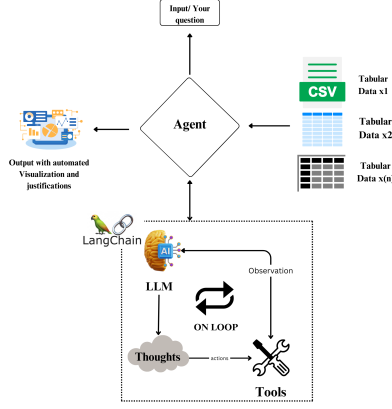 Input/ Your
question
Agent
CSV
Tabular
Data x1
Tabular
Data x2
Tabular
Data x(n)
Output with automated
Visualization and
justifications
LangChain
AI
LLM
Observation
ON LOOP
Thoughts
actions
Tools